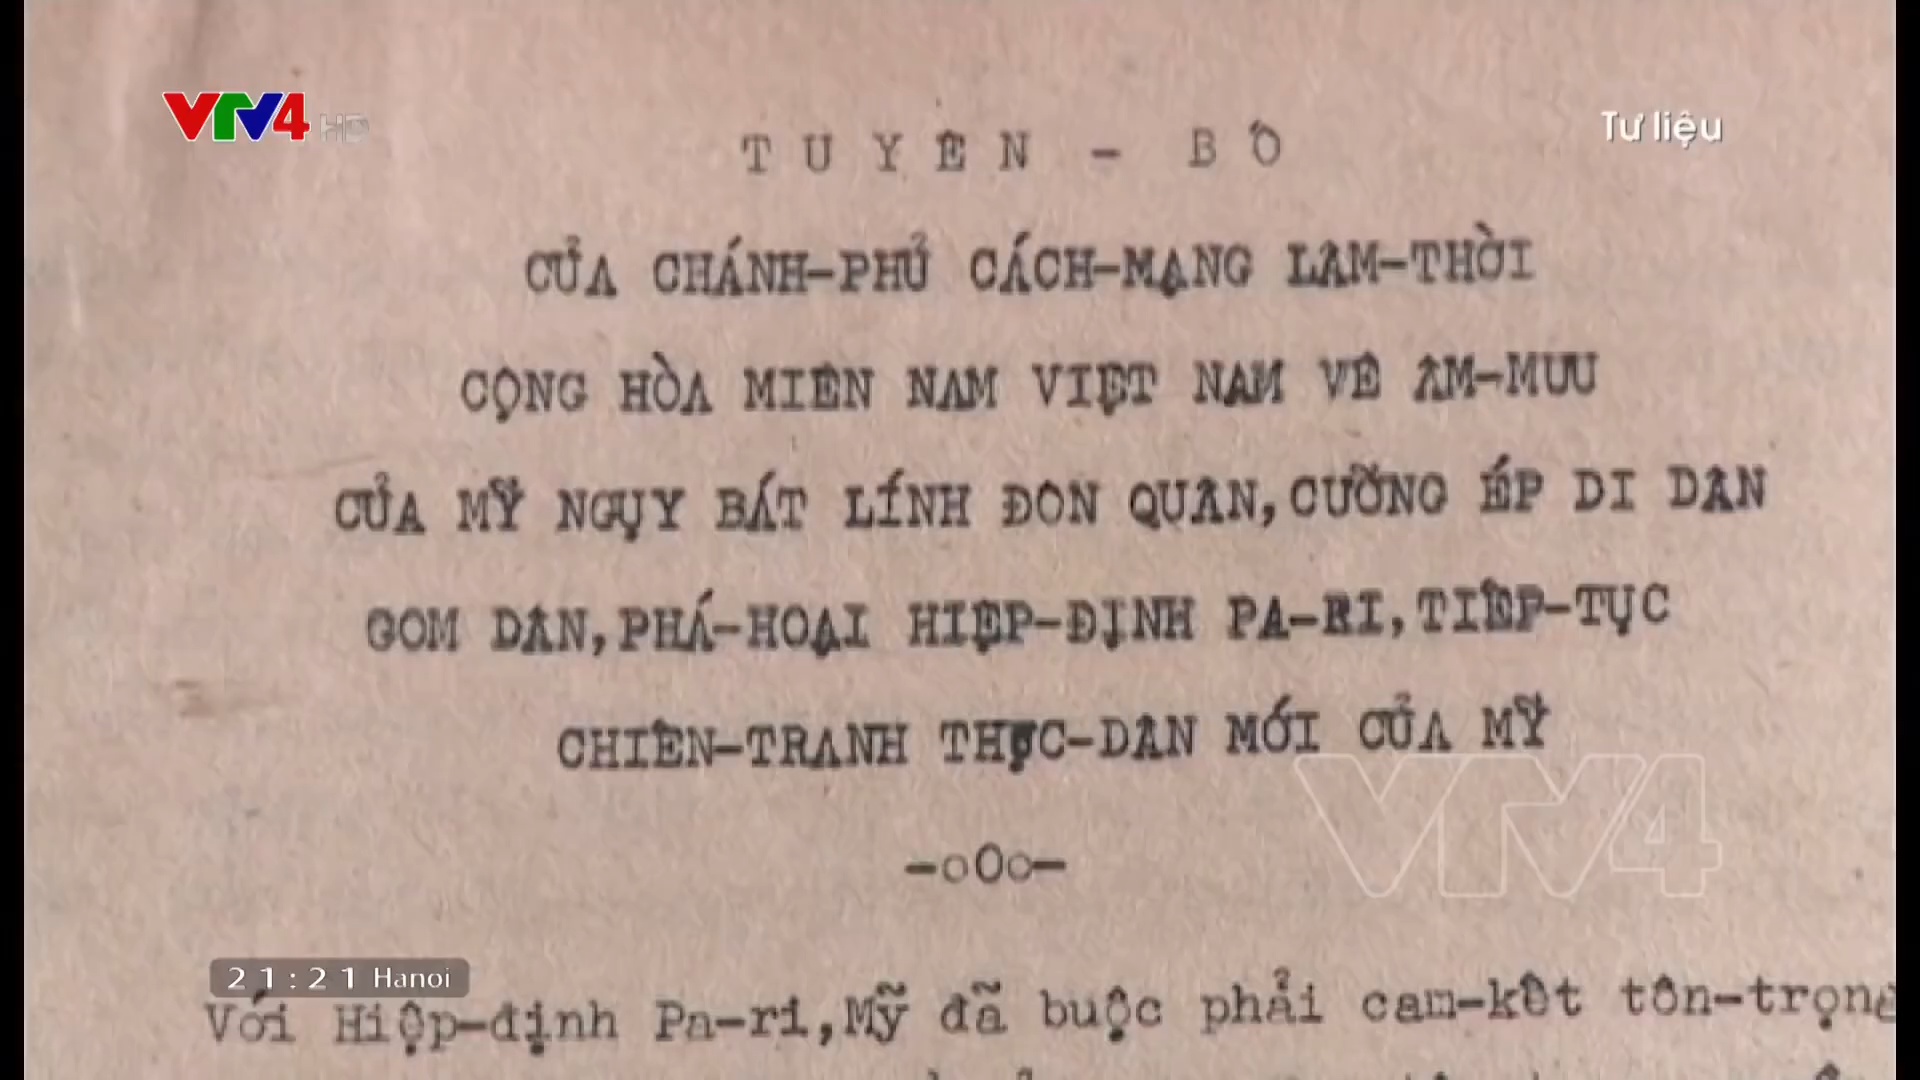 VTV4 HD
Tư liệu
TUYÊN - BỐ
CỦA CHÁNH-PHỦ CÁCH-MẠNG LAM-THỜI
CỘNG HÒA MIỀN NAM VIỆT NAM VỀ ÂM-MƯU
CỦA MỸ NGỤY BẮT LÍNH ĐÔN QUÂN,CƯỠNG ÉP DI DÂN
GOM DÂN,PHÁ-HOẠI HIỆP-ĐỊNH PA-RI,TIẾP-TỤC
CHIẾN-TRANH THỰC-DÂN MỚI CỦA MỸ
VTV4
-oOo-
21:21 Hanoi
Với Hiệp-định Pa-ri,Mỹ đã buộc phải cam-kết tôn-trọng